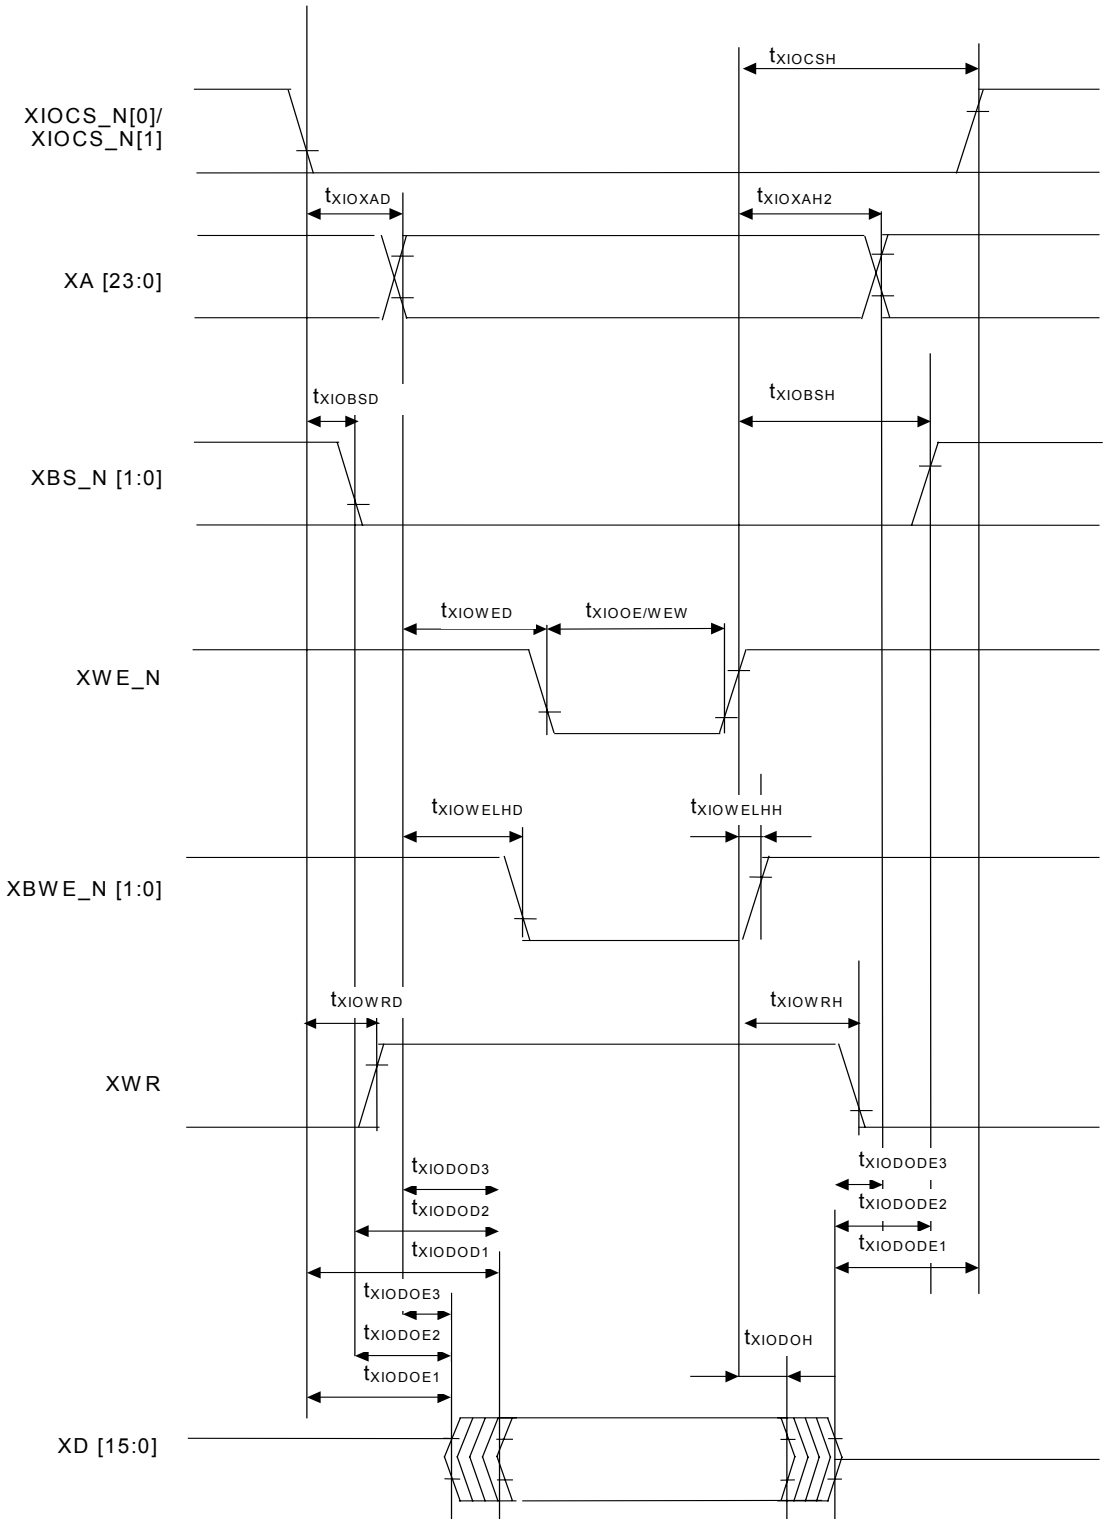 tXIOCSH
XIOCS_N[0]/
XIOCS_N[1]
tXIOXAD
tXIOXAH2
XA [23:0]
tXIOBSD
tXIOBSH
XBS_N [1:0]
tXIOWED
tXIOOE/WEW
XWE_N
tXIOWELHD
tXIOWELHH
XBWE_N [1:0]
tXIOWRD
tXIOWRH
XWR
tXIODOD3
tXIODODE3
tXIODOD2
tXIODODE2
tXIODOD1
tXIODODE1
tXIODOE3
tXIODOE2
tXIODOH
tXIODOE1
XD [15:0]